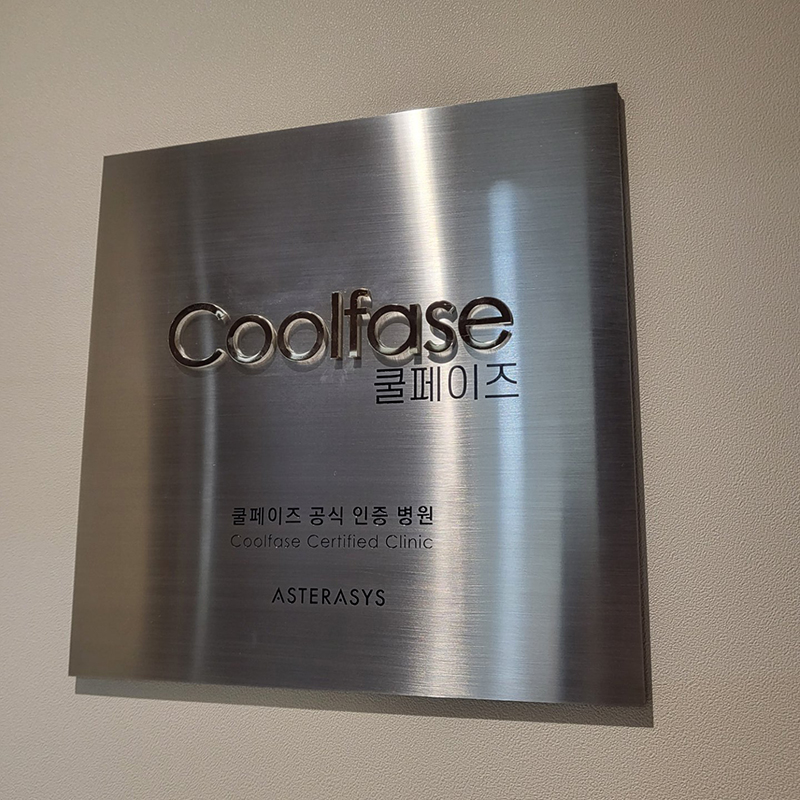 Coolfase
쿨페이즈
쿨페이즈 공식 인증 병원
Coolfase Certified Clinic
ASTERASYS